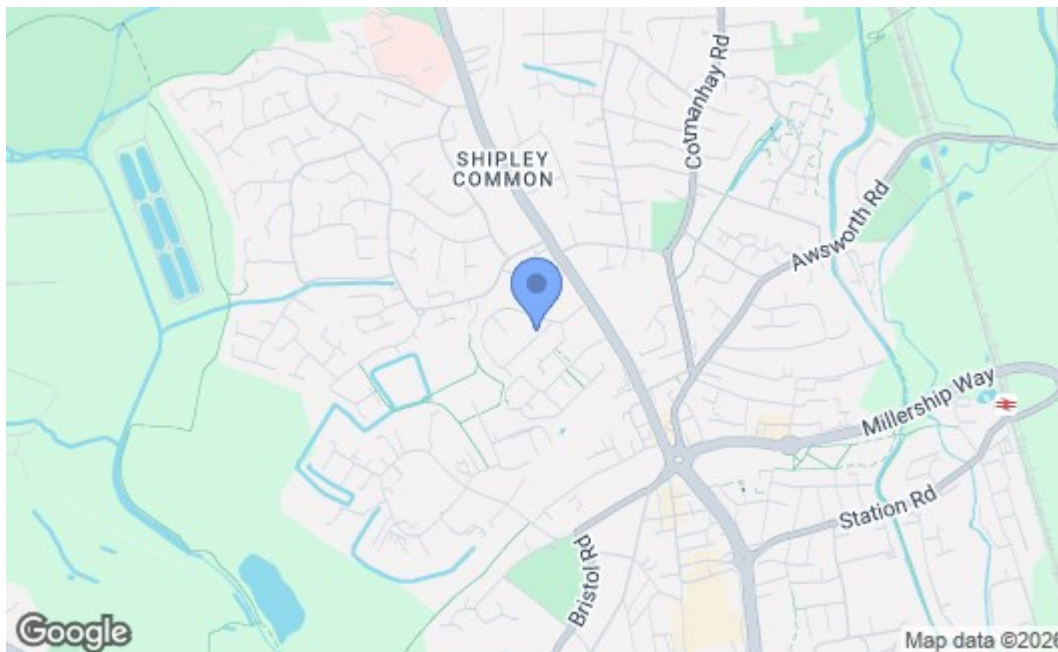 SHIPLEY
COMMON
Cotmanhay Rd
Awsworth Rd
Millership Way
Station Rd
Bristol Rd
Google
Map data ©2026